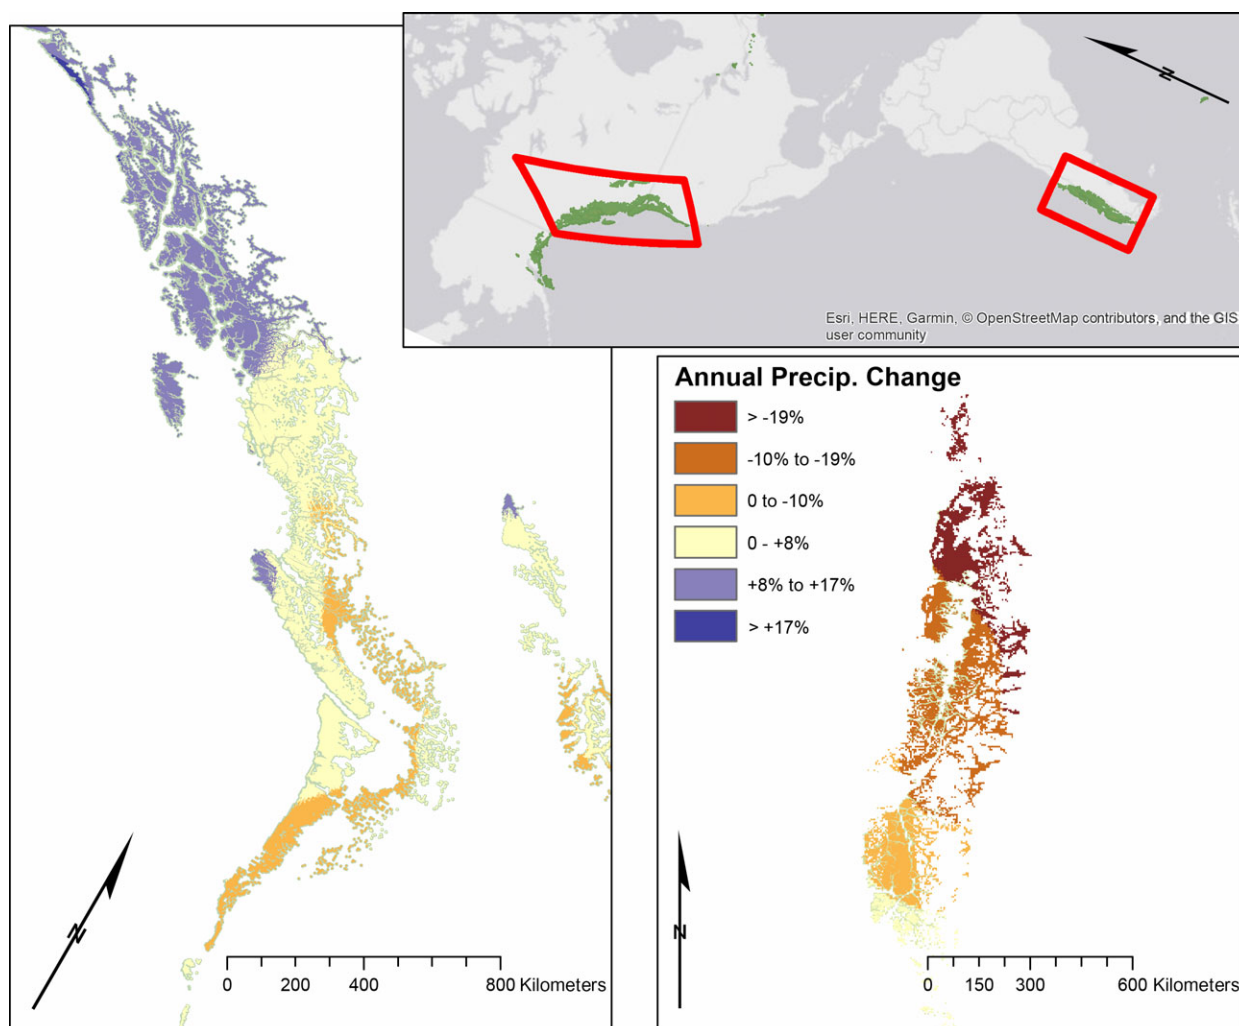 N
Esri, HERE, Garmin, © OpenStreetMap contributors, and the GIS
user community
Annual Precip. Change
> -19%
-10% to -19%
0 to -10%
0 - +8%
+8% to +17%
> +17%
N
0 200 400 800 Kilometers
N
0 150 300 600 Kilometers